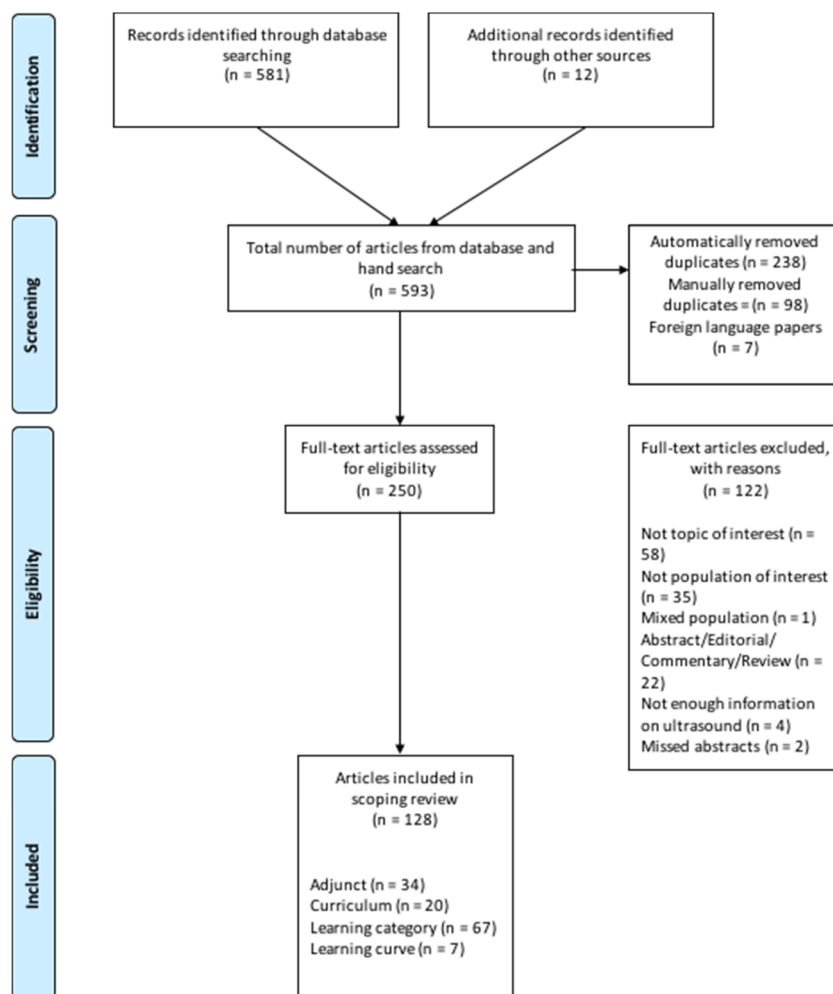 Identification
Records identified through database
searching
(n = 581)
Additional records identified
through other sources
(n = 12)
Screening
Total number of articles from database and
hand search
(n = 593)
Automatically removed
duplicates (n = 238)
Manually removed
duplicates = (n = 98)
Foreign language papers
(n = 7)
Eligibility
Full-text articles assessed
for eligibility
(n = 250)
Full-text articles excluded,
with reasons
(n = 122)
Not topic of interest (n =
58)
Not population of interest
(n = 35)
Mixed population (n = 1)
Abstract/Editorial/
Commentary/Review (n =
22)
Not enough information
on ultrasound (n = 4)
Missed abstracts (n = 2)
Included
Articles included in
scoping review
(n = 128)
Adjunct (n = 34)
Curriculum (n = 20)
Learning category (n = 67)
Learning curve (n = 7)